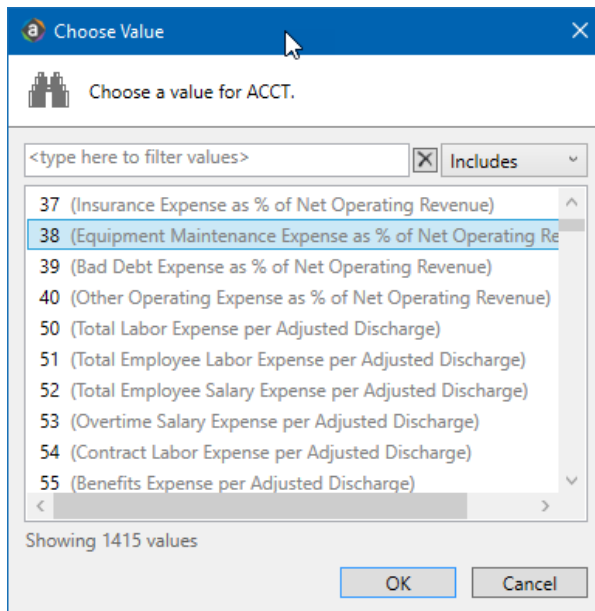 Choose Value
Choose a value for ACCT.
<type here to filter values>
Includes
37 (Insurance Expense as % of Net Operating Revenue)
38 (Equipment Maintenance Expense as % of Net Operating Re
39 (Bad Debt Expense as % of Net Operating Revenue)
40 (Other Operating Expense as % of Net Operating Revenue)
50 (Total Labor Expense per Adjusted Discharge)
51 (Total Employee Labor Expense per Adjusted Discharge)
52 (Total Employee Salary Expense per Adjusted Discharge)
53 (Overtime Salary Expense per Adjusted Discharge)
54 (Contract Labor Expense per Adjusted Discharge)
55 (Benefits Expense per Adjusted Discharge)
Showing 1415 values
OK
Cancel